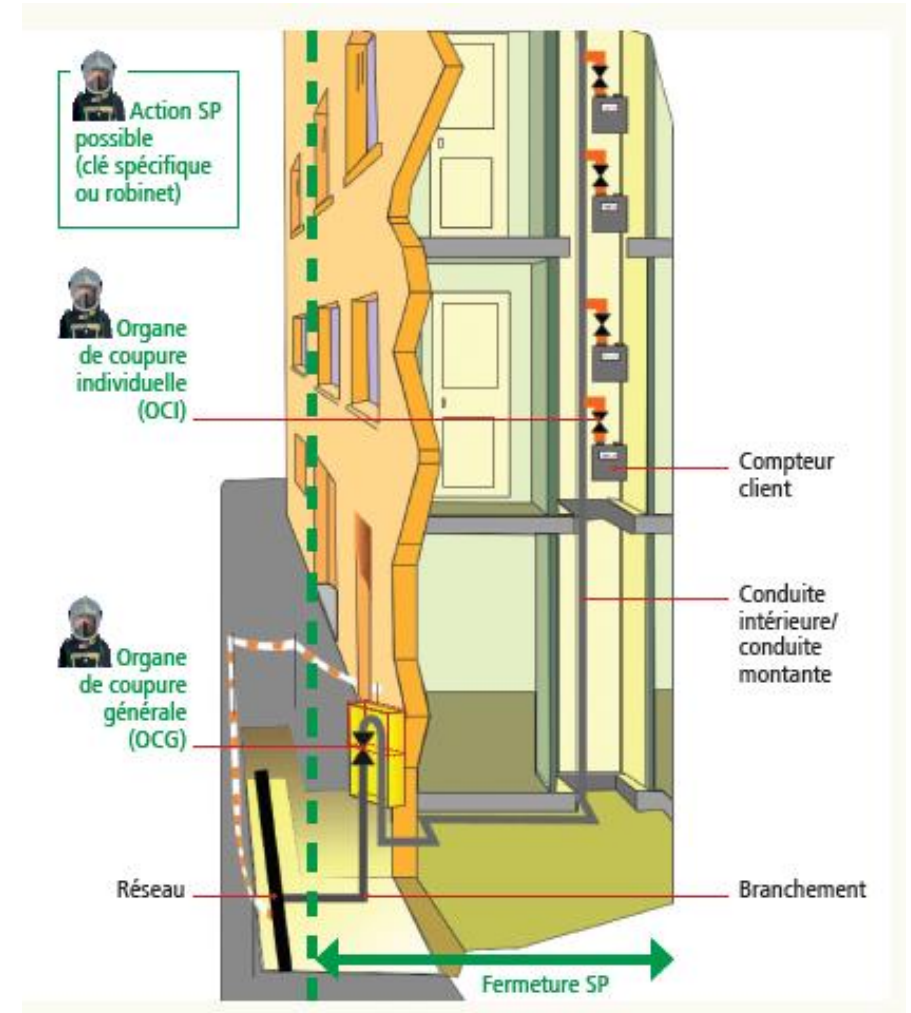 Action SP
possible
(clé spécifique
ou robinet)
Organe
de coupure
individuelle
(OCI)
Compteur
client
Conduite
intérieure/
conduite
montante
Organe
de coupure
générale
(OCG)
Réseau
Branchement
Fermeture SP